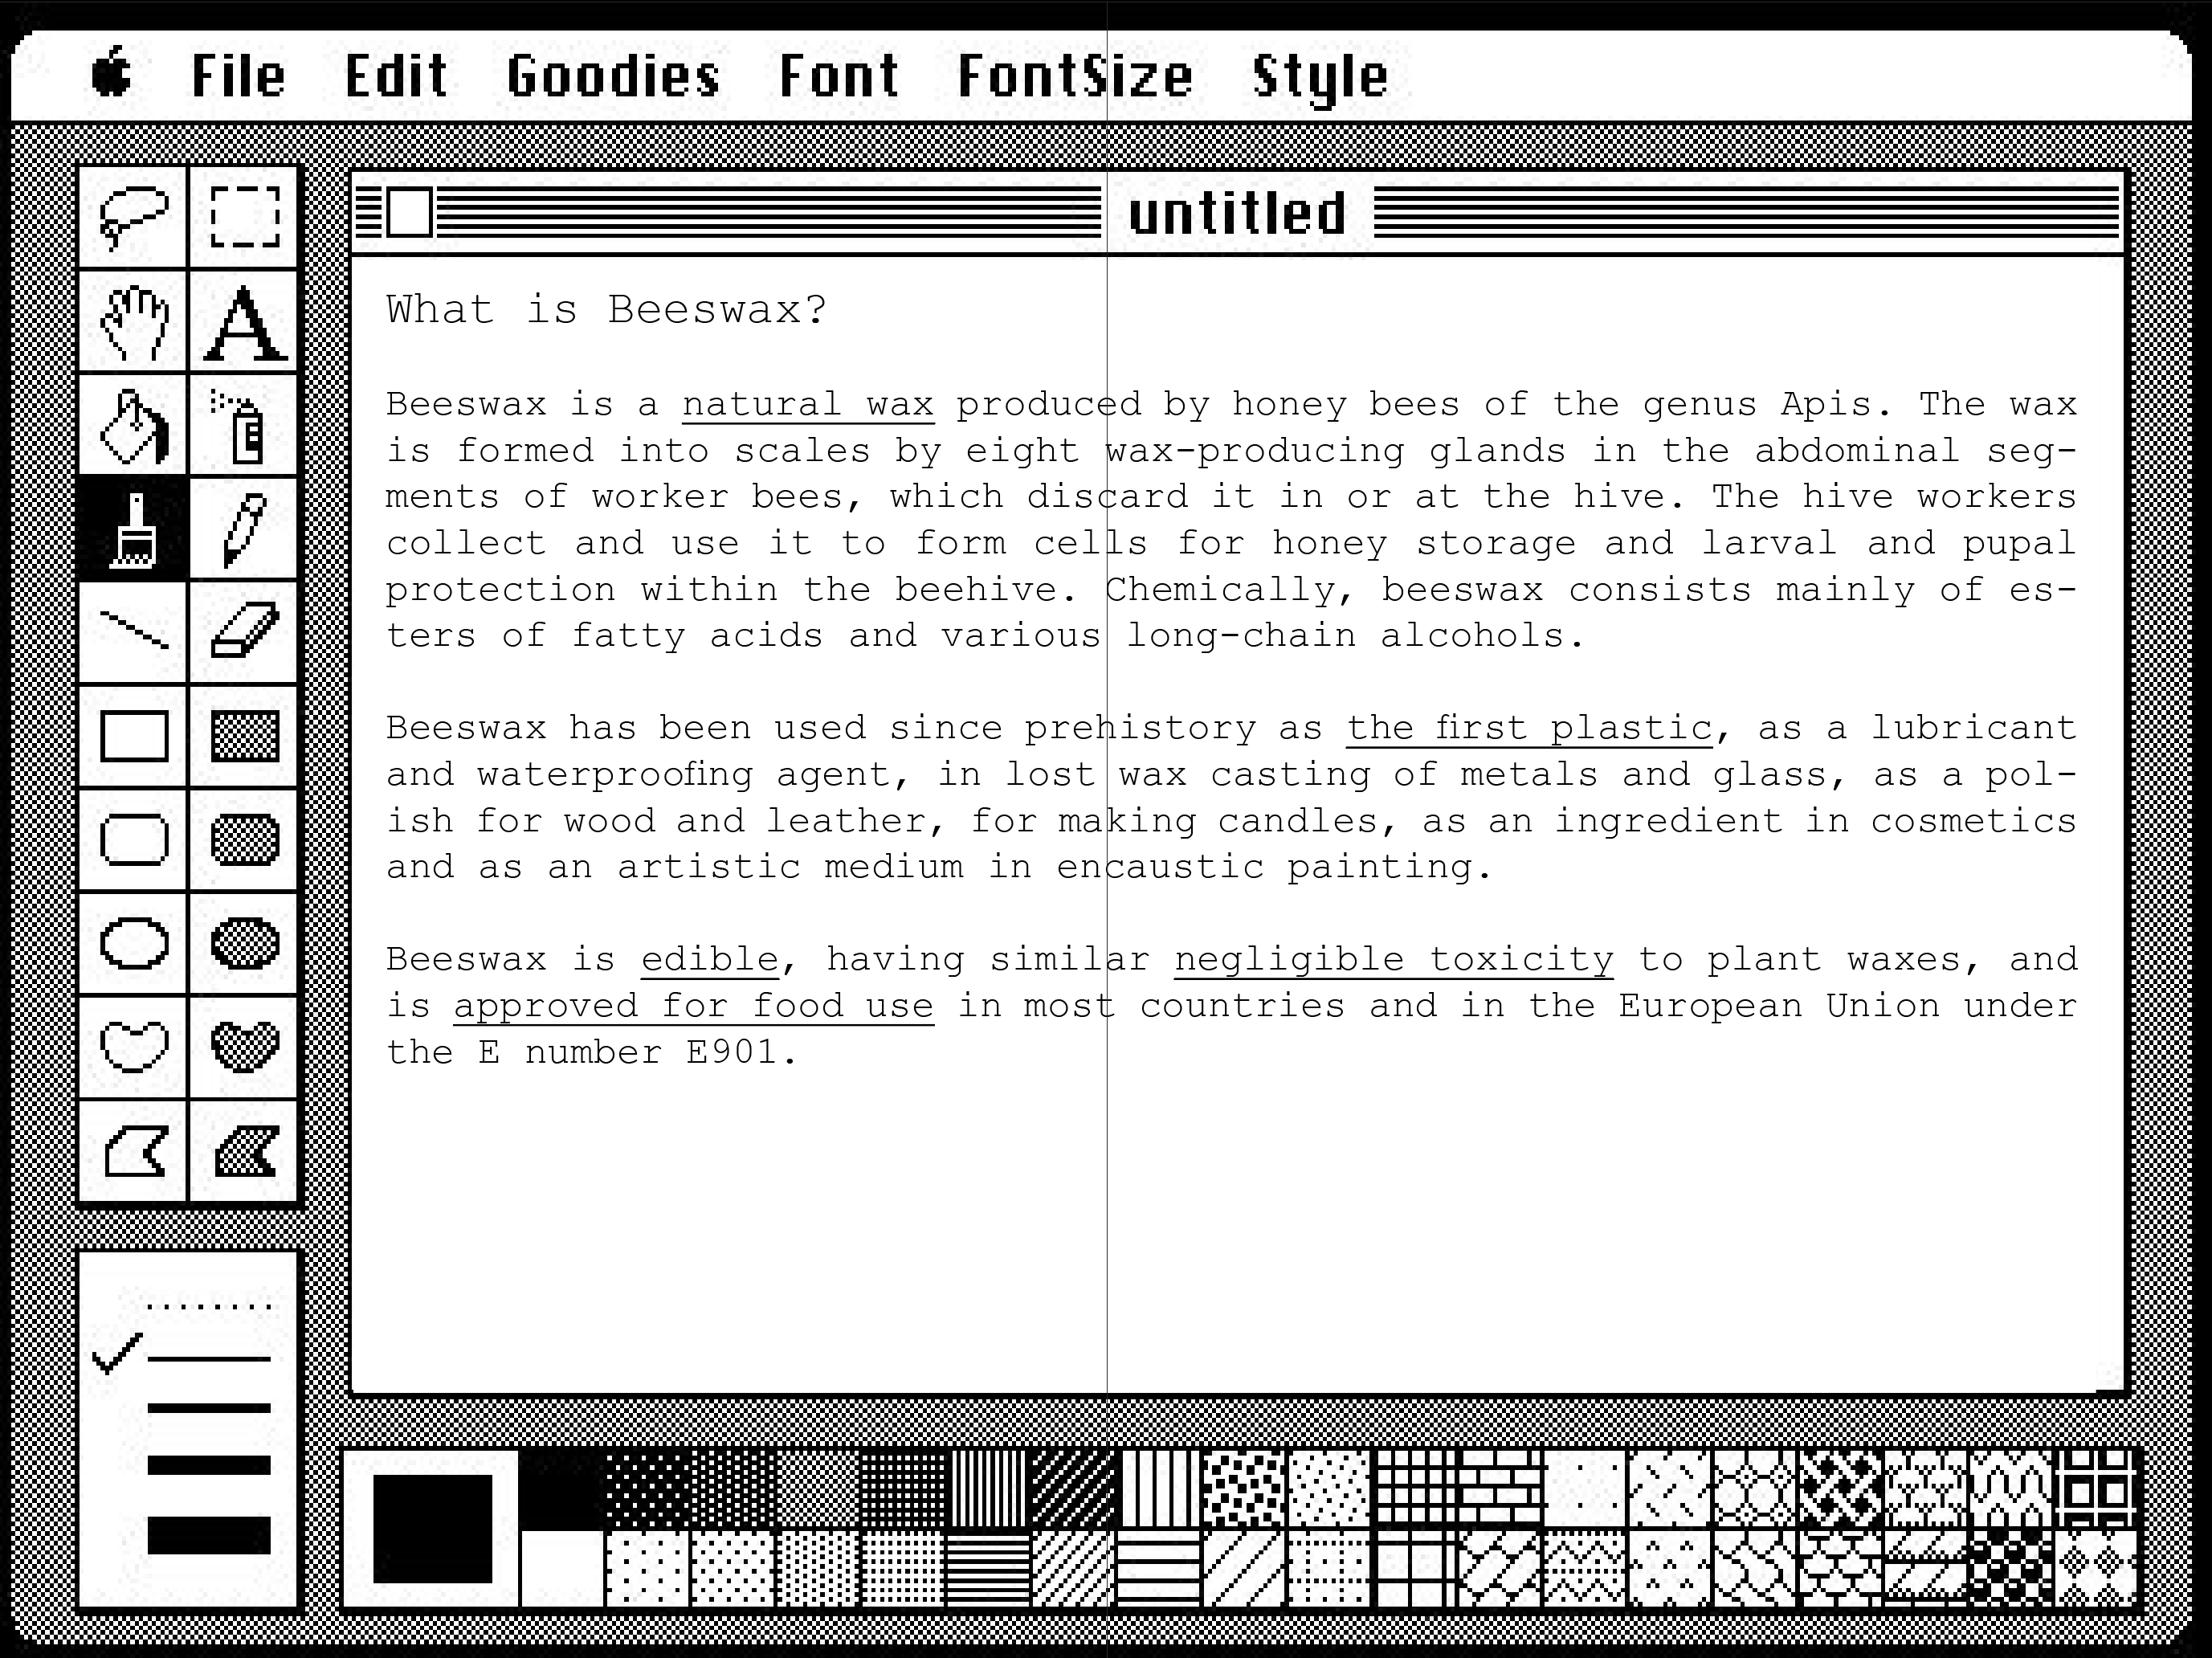 File Edit Goodies Font FontSize Style
untitled
A
What is Beeswax?
Beeswax is a natural wax produced by honey bees of the genus Apis. The wax
is formed into scales by eight wax-producing glands in the abdominal seg-
ments of worker bees, which discard it in or at the hive. The hive workers
collect and use it to form cells for honey storage and larval and pupal
protection within the beehive. Chemically, beeswax consists mainly of es-
ters of fatty acids and various long-chain alcohols.
Beeswax has been used since prehistory as the first plastic, as a lubricant
and waterproofing agent, in lost wax casting of metals and glass, as a pol-
ish for wood and leather, for making candles, as an ingredient in cosmetics
and as an artistic medium in encaustic painting.
Beeswax is edible, having similar negligible toxicity to plant waxes, and
is approved for food use in most countries and in the European Union under
the E number E901.